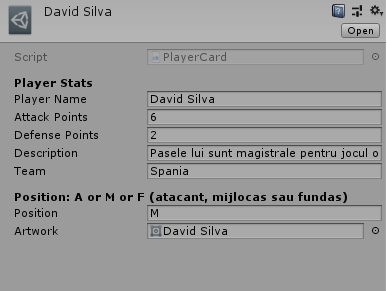 David Silva
Open
Script PlayerCard
Player Stats
Player Name David Silva
Attack Points 6
Defense Points 2
Description Pasele lui sunt magistrale pentru jocul o
Team Spania
Position: A or M or F (atacant, mijlocas sau fundas)
Position M
Artwork David Silva